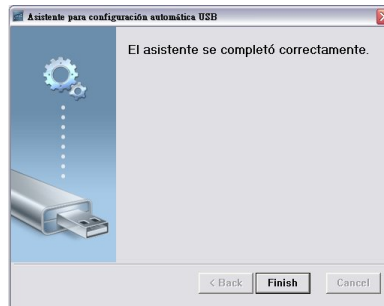 Asistente para configuración automática USB
El asistente se completó correctamente.
< Back
Finish
Cancel